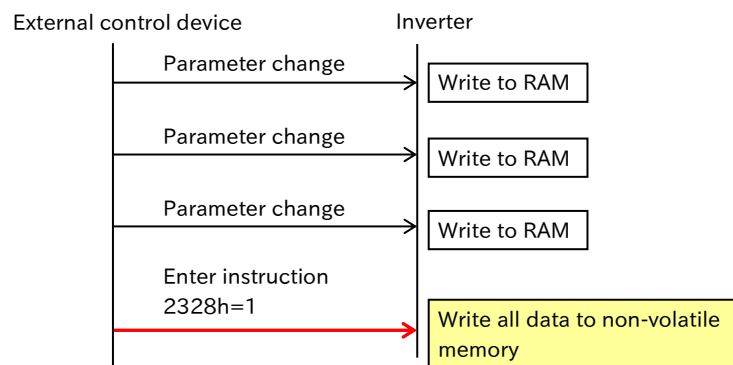 External control device
Inverter
Parameter change
Write to RAM
Parameter change
Write to RAM
Parameter change
Write to RAM
Enter instruction
2328h=1
Write all data to non-volatile
memory